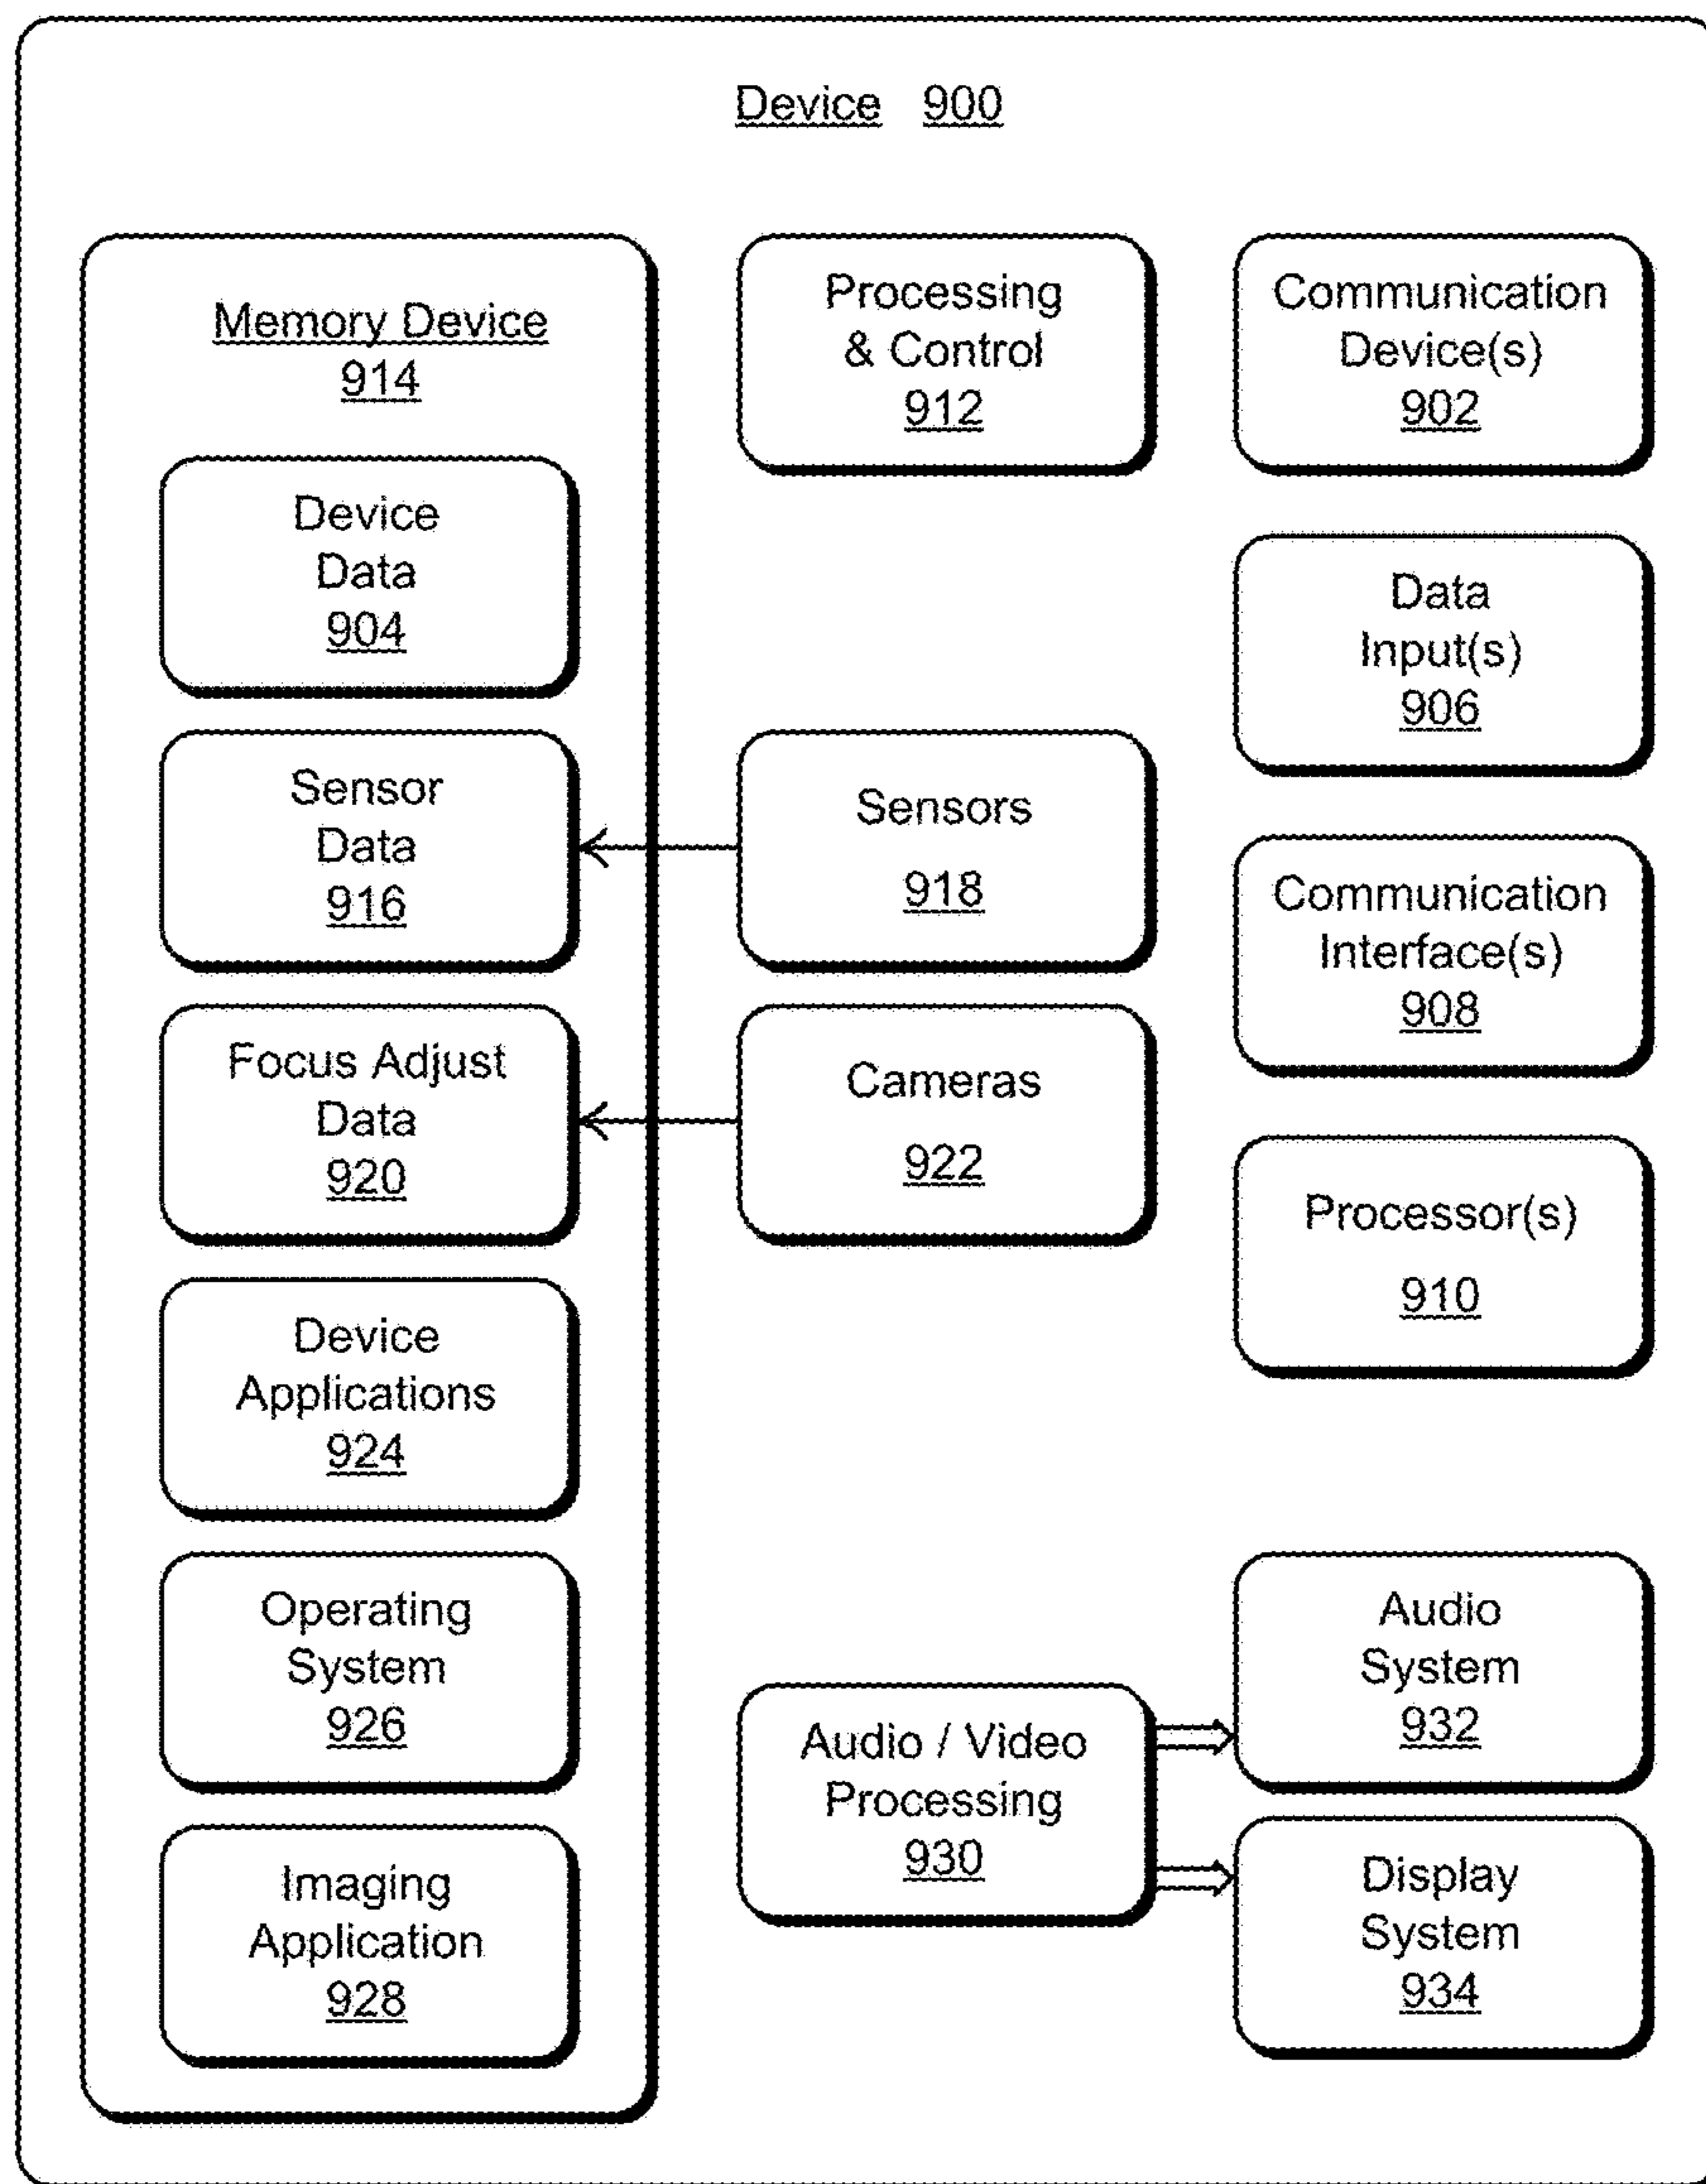 Device 900
Memory Device
914
Device
Data
904
Sensor
Data
916
Focus Adjust
Data
920
Device
Applications
924
Operating
System
926
Imaging
Application
928
Processing
& Control
912
Sensors
918
Cameras
922
Audio / Video
Processing
930
Communication
Device(s)
902
Data
Input(s)
906
Communication
Interface(s)
908
Processor(s)
910
Audio
System
932
Display
System
934